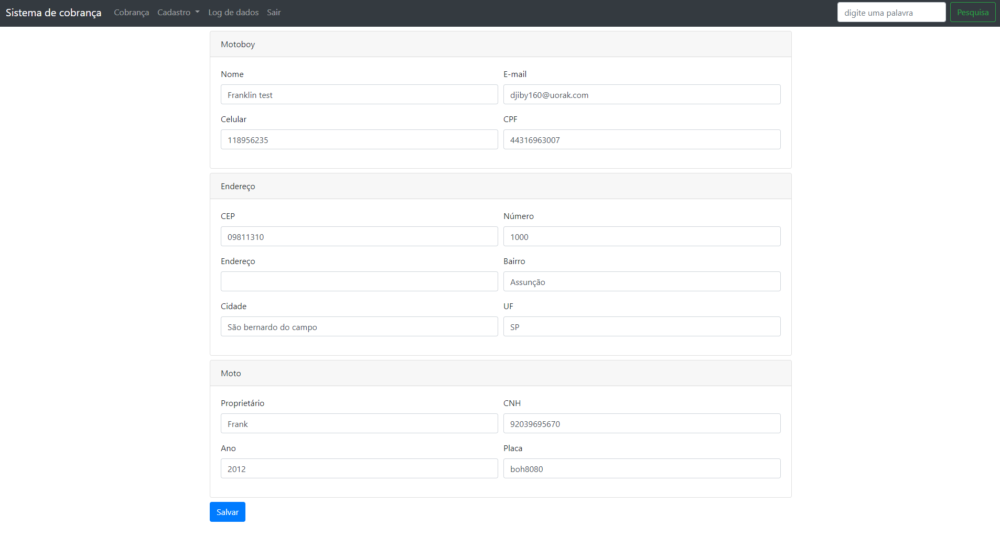 Sistema de cobrança Cobrança Cadastro Log de dados Sair digite uma palavra Pesquisa
Motoboy
Nome E-mail
Franklin test djiby160@uorak.com
Celular CPF
118956235 44316963007
Endereço
CEP Número
09811310 1000
Endereço Bairro
Assunção
Cidade UF
São bernardo do campo SP
Moto
Proprietário CNH
Frank 92039695670
Ano Placa
2012 boh8080
Salvar